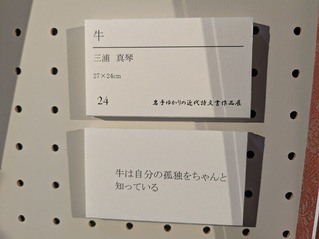 牛
三浦 真琴
27×24cm
24
岩手ゆかりの近代詩文書作品展
牛は自分の孤独をちゃんと
知っている